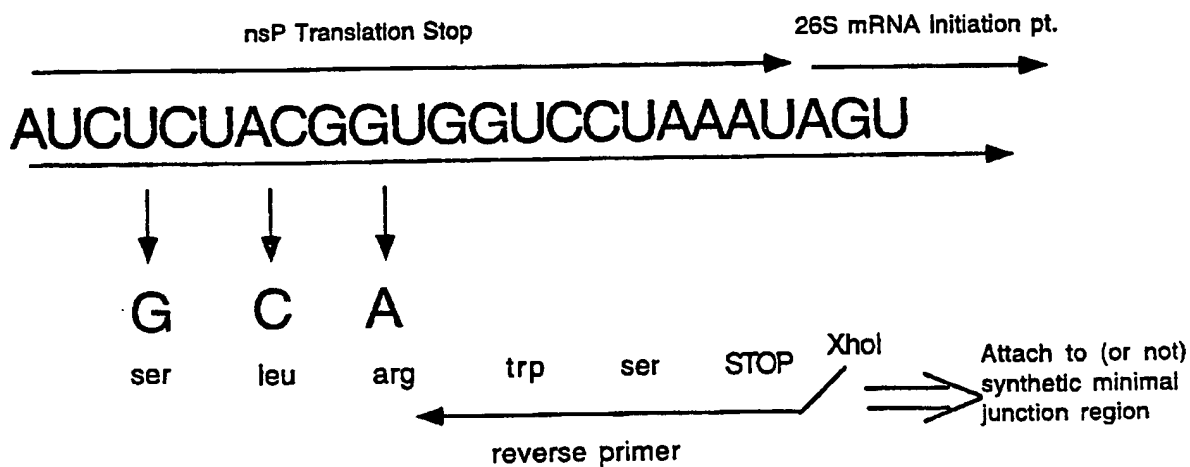 nsP Translation Stop
26S mRNA initiation pt.
AUCUCUACGGUGGUCCUAAAUAGU
G C A
ser leu arg trp ser STOP XhoI
Attach to (or not)
synthetic minimal
junction region
reverse primer